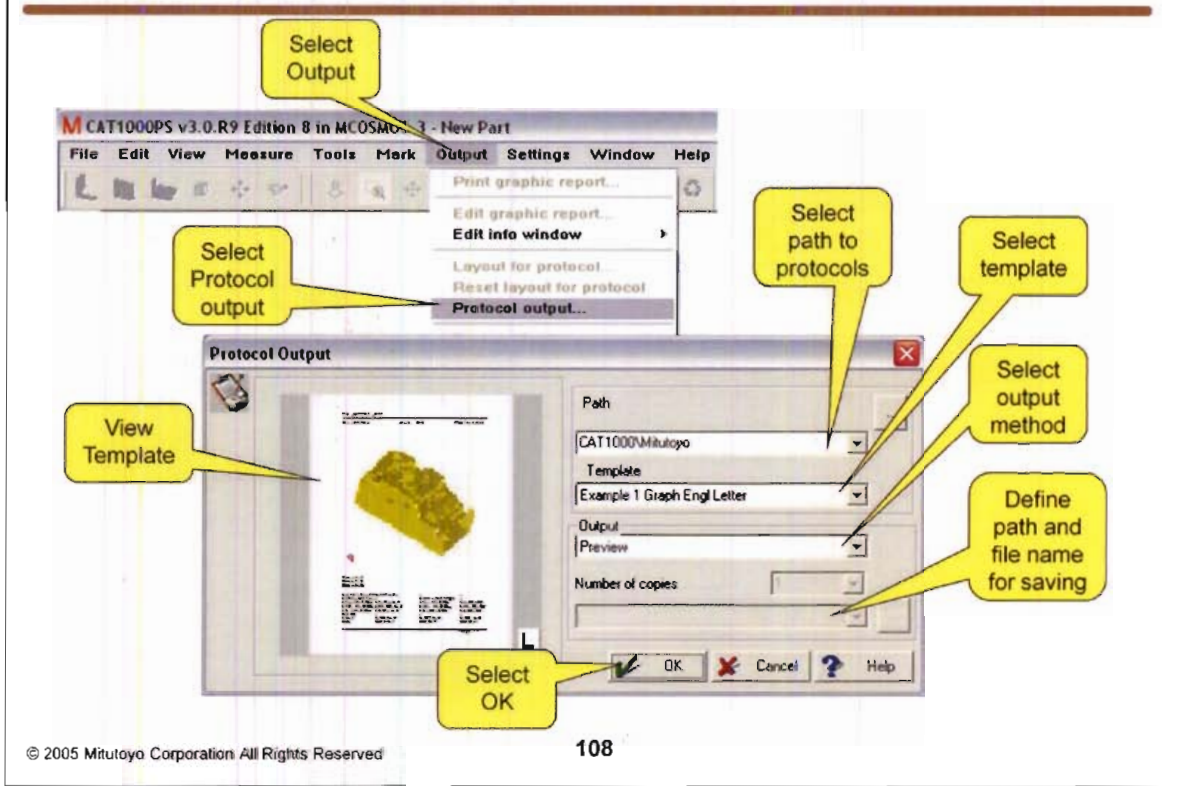 Select
Output
M CAT1000PS v3.0.R9 Edition 8 in MCOSMOS 3 - New Part
File Edit View Measure Tools Mark Output Settings Window Help
Print graphic report...
Edit graphic report...
Edit info window
Layout for protocol...
Reset layout for protocol
Protocol output...
Select
Protocol
output
Select
path to
protocols
Select
template
Protocol Output
View
Template
Path
...
CAT1000\Mitutoyo
Template
Example 1 Graph Engl Letter
Output
Preview
Number of copies
1
Select
output
method
Define
path and
file name
for saving
L
Select
OK
OK Cancel Help
© 2005 Mitutoyo Corporation All Rights Reserved
108